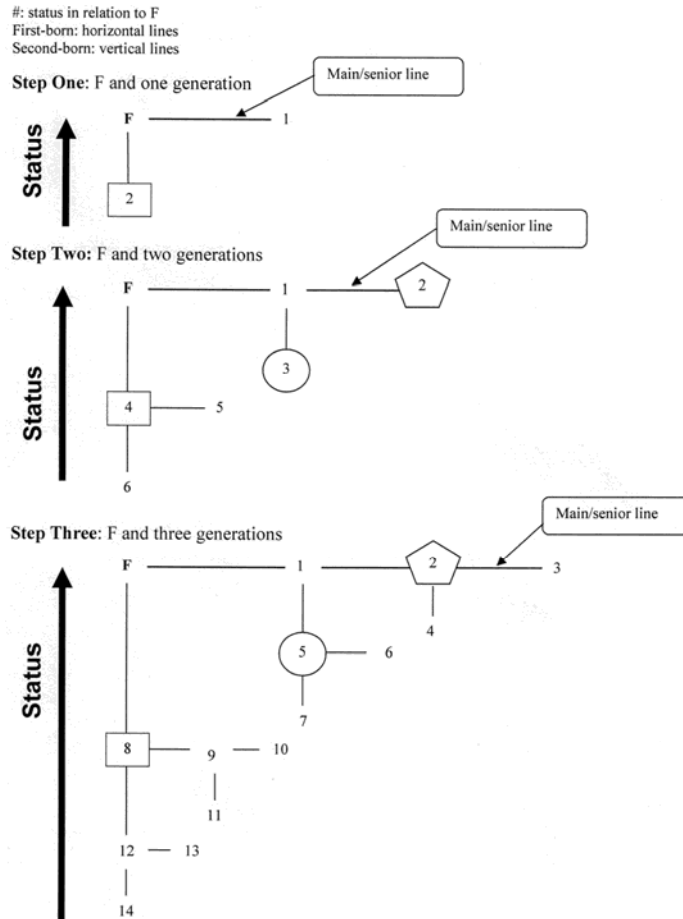 #: status in relation to F
First-born: horizontal lines
Second-born: vertical lines
Step One: F and one generation
Main/senior line
F 1
2
Status
Step Two: F and two generations
Main/senior line
F 1 2
3
4 5
6
Status
Step Three: F and three generations
Main/senior line
F 1 2 3
4
5 6
7
8 9 10
11
12 13
14
Status